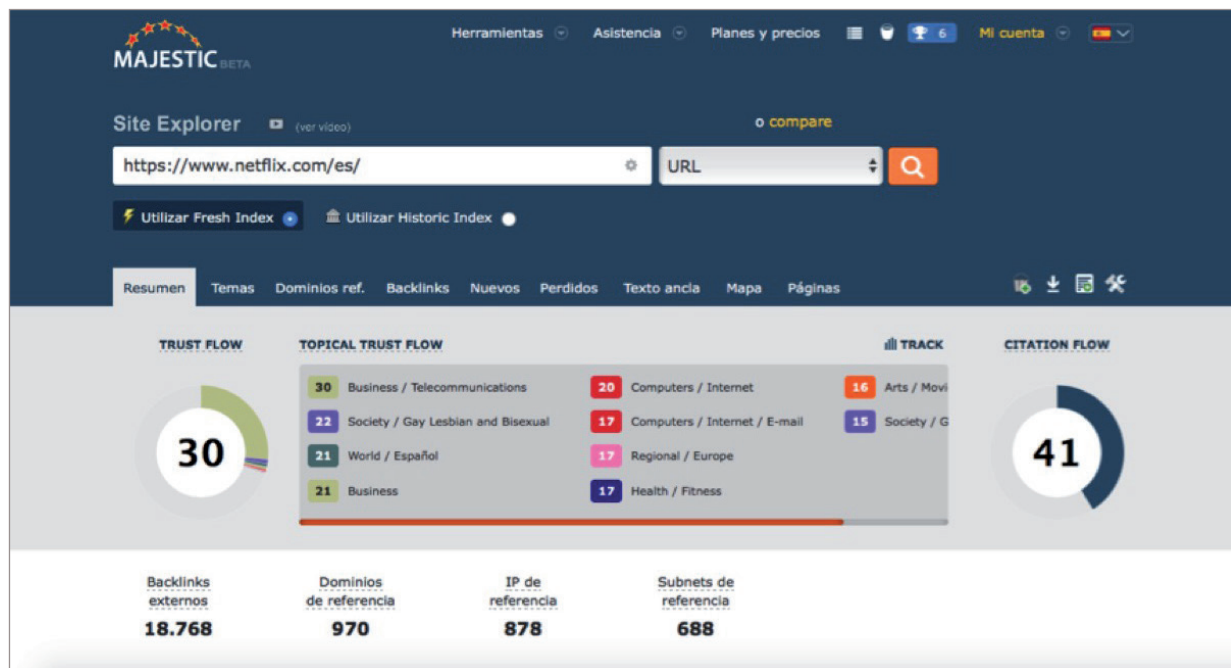 Herramientas Asistencia Planes y precios 6 Mi cuenta
MAJESTIC BETA
Site Explorer (ver vídeo) o compare
https://www.netflix.com/es/ URL
Utilizar Fresh Index Utilizar Historic Index
Resumen Temas Dominios ref. Backlinks Nuevos Perdidos Texto ancla Mapa Páginas
TRUST FLOW TOPICAL TRUST FLOW TRACK CITATION FLOW
30 Business / Telecommunications 20 Computers / Internet 16 Arts / Movi
22 Society / Gay Lesbian and Bisexual 17 Computers / Internet / E-mail 15 Society / G
30 21 World / Español 17 Regional / Europe 41
21 Business 17 Health / Fitness
Backlinks Dominios IP de Subnets de
externos de referencia referencia referencia
18.768 970 878 688